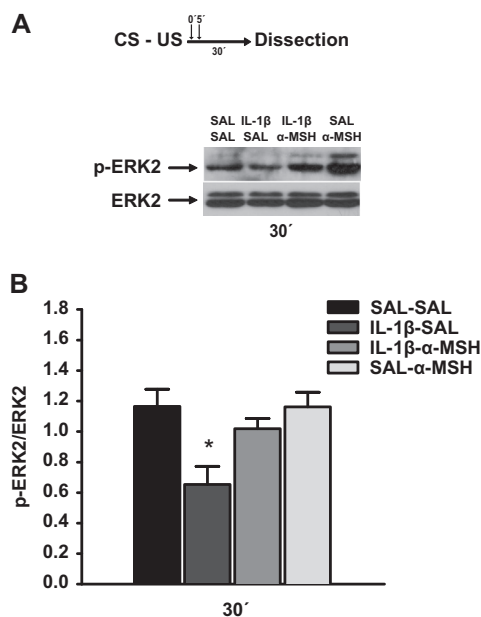 A
0´5´
CS - US
30´
Dissection
SAL IL-1β IL-1β SAL
SAL SAL α-MSH α-MSH
p-ERK2
ERK2
30´
B
1.8
1.6
1.4
1.2
1.0
0.8
0.6
0.4
0.2
0.0
p-ERK2/ERK2
*
30´
SAL-SAL
IL-1β-SAL
IL-1β-α-MSH
SAL-α-MSH